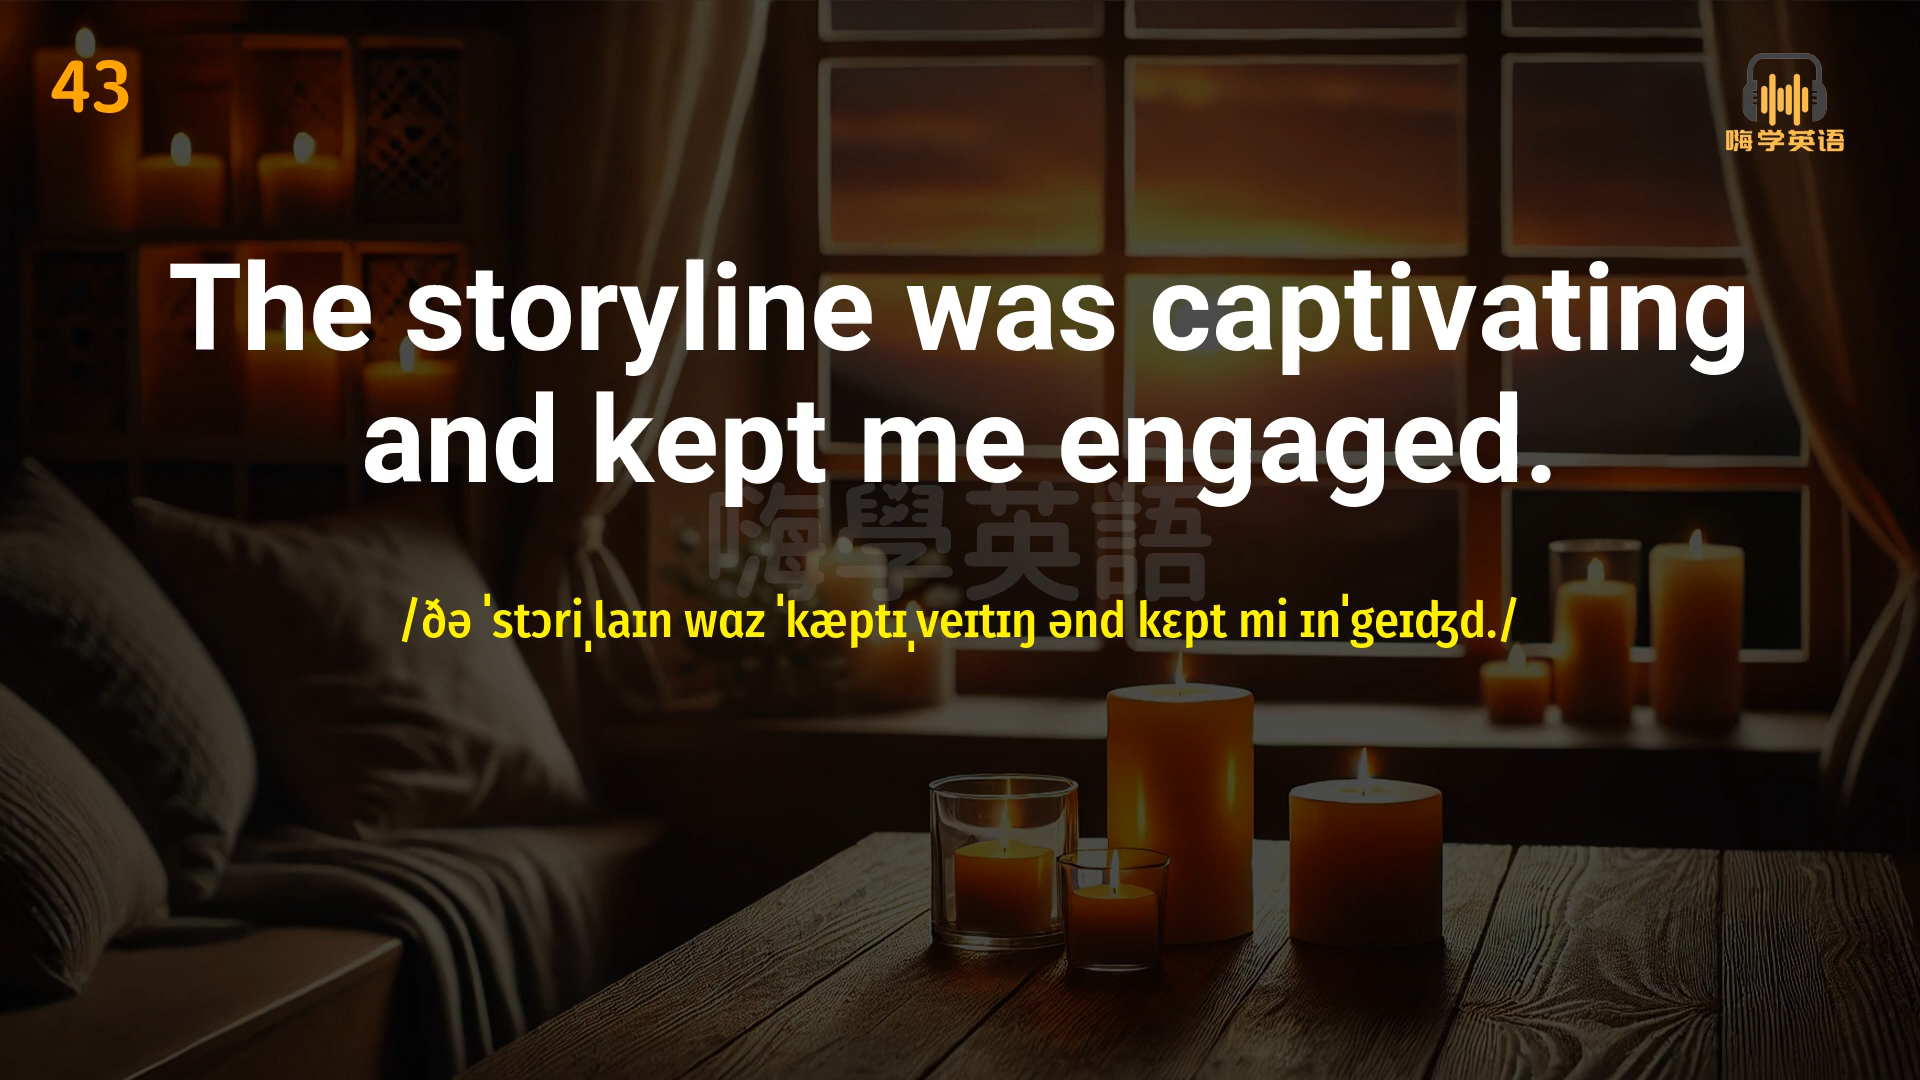 43
嗨学英语
The storyline was captivating
and kept me engaged.
嗨學英語
/ðə ˈstɔriˌlaɪn wɑz ˈkæptɪˌveɪtɪŋ ənd kɛpt mi ɪnˈgeɪʤd./